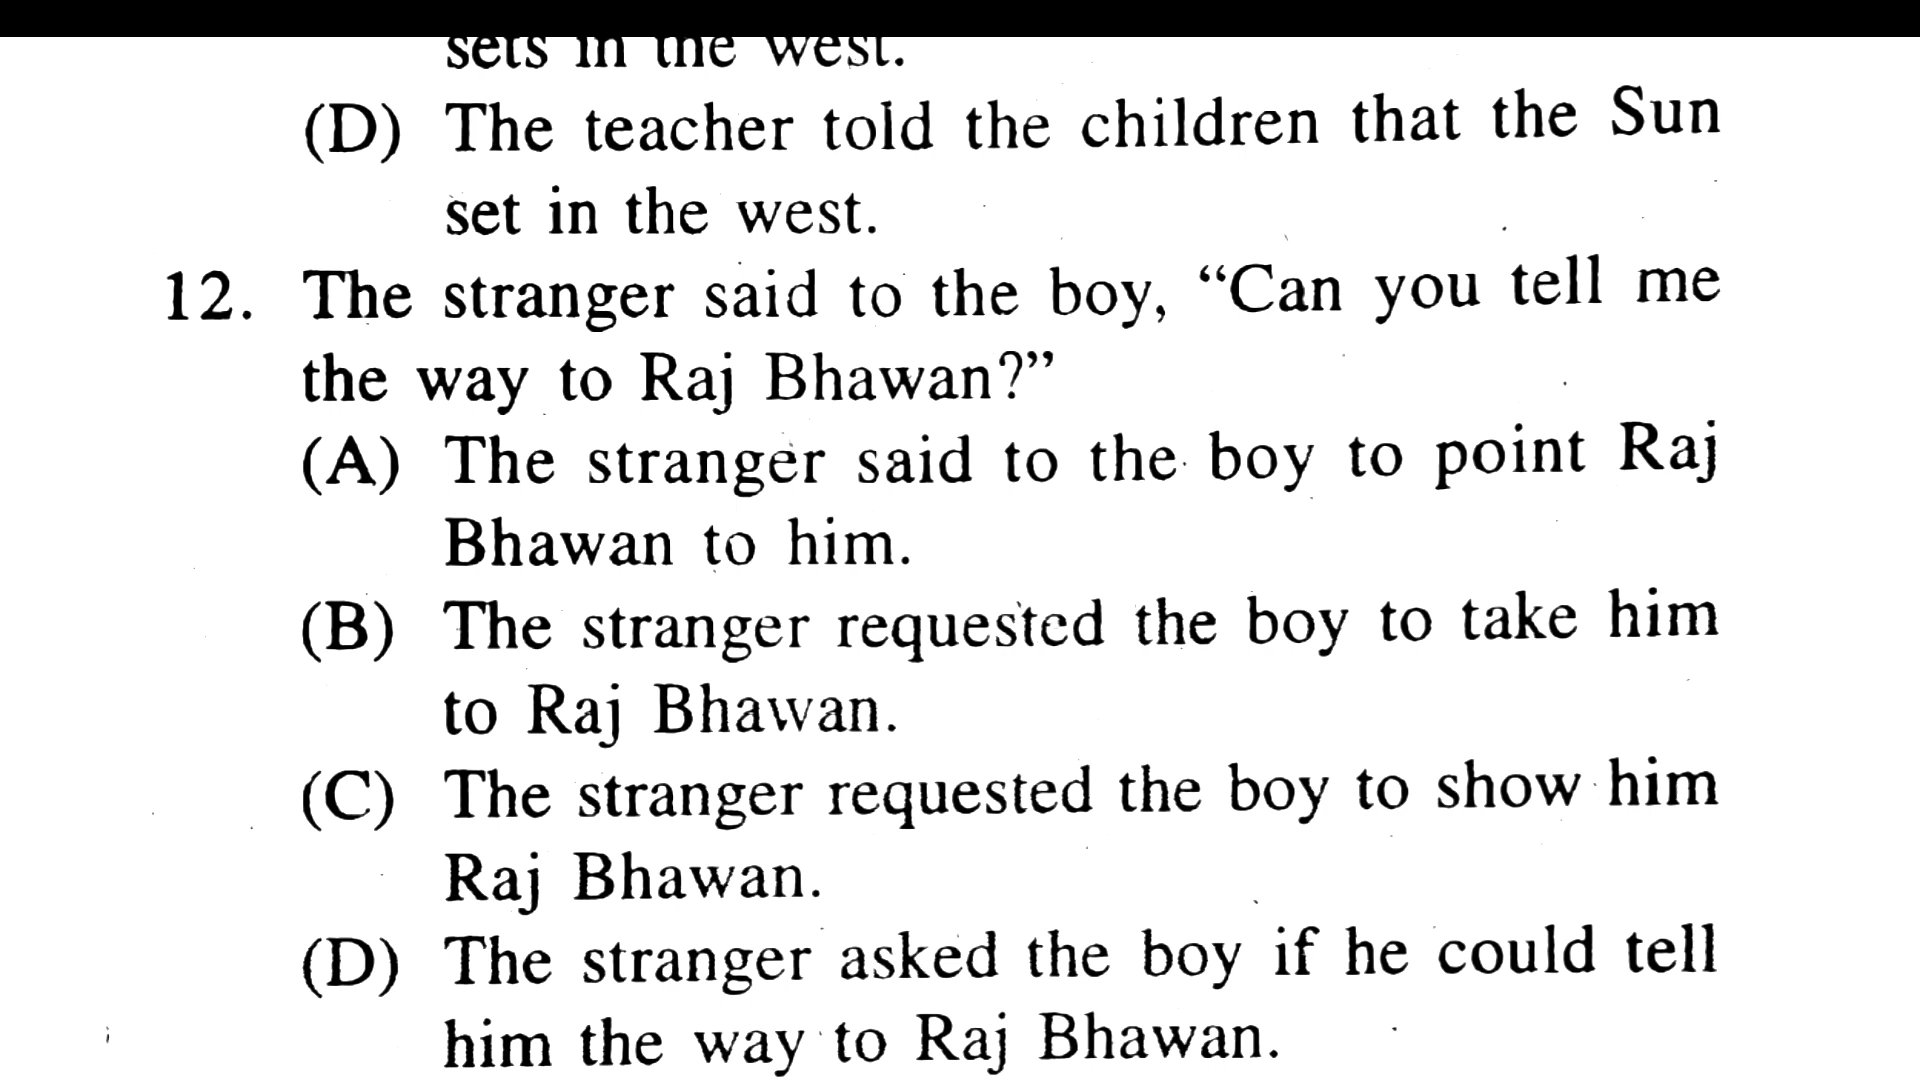 sets in the west.
(D) The teacher told the children that the Sun
set in the west.
12. The stranger said to the boy, “Can you tell me
the way to Raj Bhawan?”
(A) The stranger said to the boy to point Raj
Bhawan to him.
(B) The stranger requested the boy to take him
to Raj Bhawan.
(C) The stranger requested the boy to show him
Raj Bhawan.
(D) The stranger asked the boy if he could tell
him the way to Raj Bhawan.